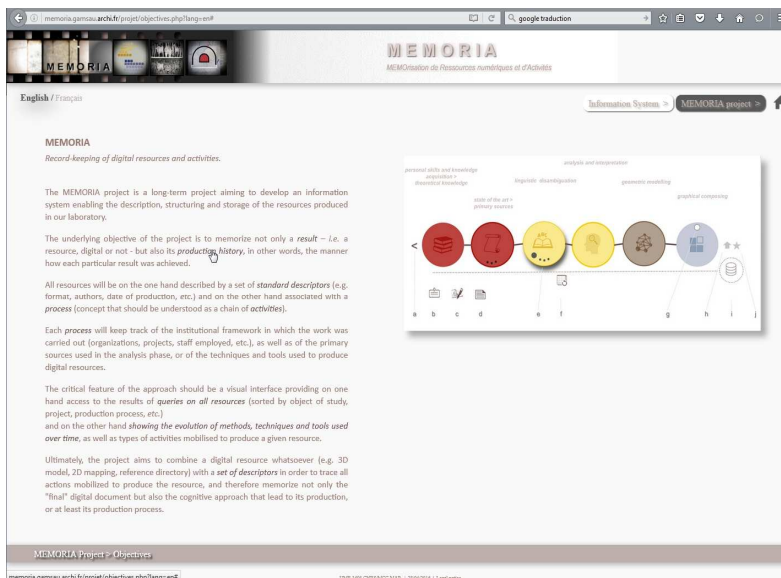 memoria.gamsau.archi.fr/projet/objectives.php?lang=en#
google traduction
MEMORIA
MEMORIA
MEMOrisation de Ressources numériques et d'Activités
English / Français
Information System >
MEMORIA project >
MEMORIA
Record-keeping of digital resources and activities.
The MEMORIA project is a long-term project aiming to develop an information
system enabling the description, structuring and storage of the resources produced
in our laboratory.
The underlying objective of the project is to memorize not only a result – i.e. a
resource, digital or not - but also its production history, in other words, the manner
how each particular result was achieved.
All resources will be on the one hand described by a set of standard descriptors (e.g.
format, authors, date of production, etc.) and on the other hand associated with a
process (concept that should be understood as a chain of activities).
Each process will keep track of the institutional framework in which the work was
carried out (organizations, projects, staff employed, etc.), as well as of the primary
sources used in the analysis phase, or of the techniques and tools used to produce
digital resources.
The critical feature of the approach should be a visual interface providing on one
hand access to the results of queries on all resources (sorted by object of study,
project, production process, etc.)
and on the other hand showing the evolution of methods, techniques and tools used
over time, as well as types of activities mobilised to produce a given resource.
Ultimately, the project aims to combine a digital resource whatsoever (e.g. 3D
model, 2D mapping, reference directory) with a set of descriptors in order to trace all
actions mobilized to produce the resource, and therefore memorize not only the
"final" digital document but also the cognitive approach that lead to its production,
or at least its production process.
analysis and interpretation
personal skills and knowledge
acquisition >
theoretical knowledge
linguistic disambiguation
geometric modelling
state of the art >
primary sources
graphical composing
a b c d e f g h i j
MEMORIA Project > Objectives
memoria.gamsau.archi.fr/projet/objectives.php?lang=en#